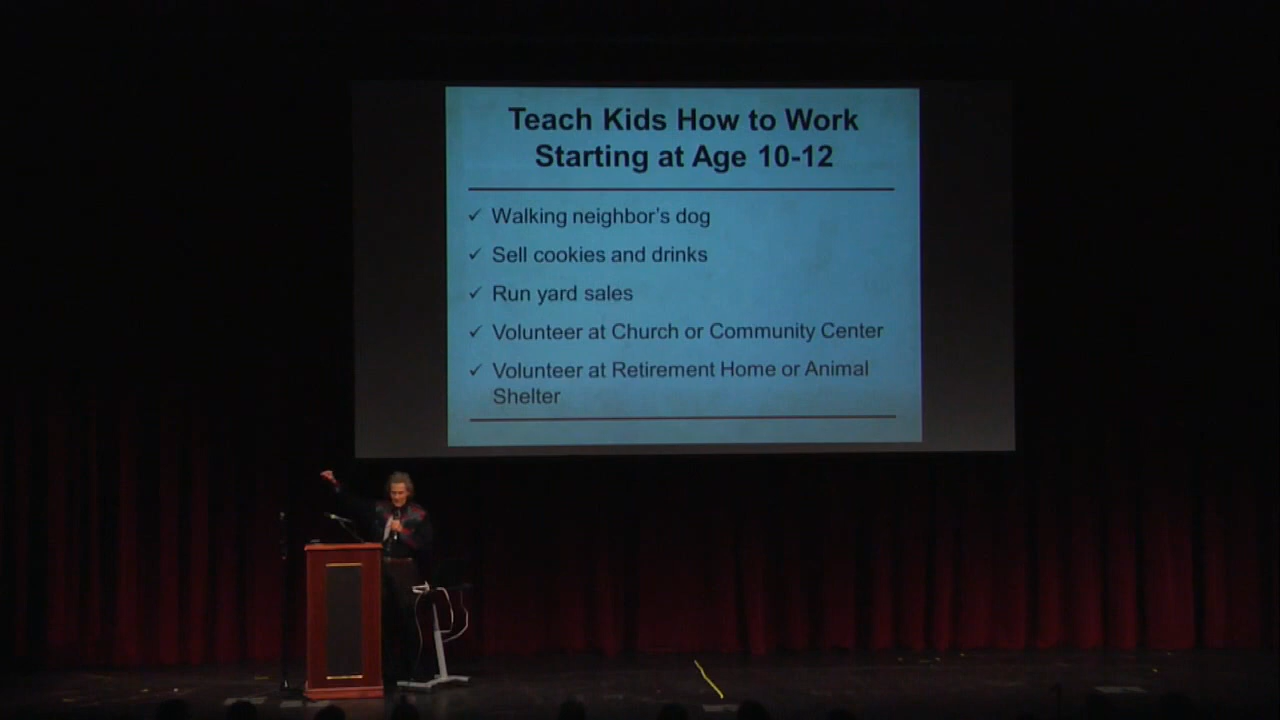 Teach Kids How to Work
Starting at Age 10-12
✓ Walking neighbor's dog
✓ Sell cookies and drinks
✓ Run yard sales
✓ Volunteer at Church or Community Center
✓ Volunteer at Retirement Home or Animal
Shelter